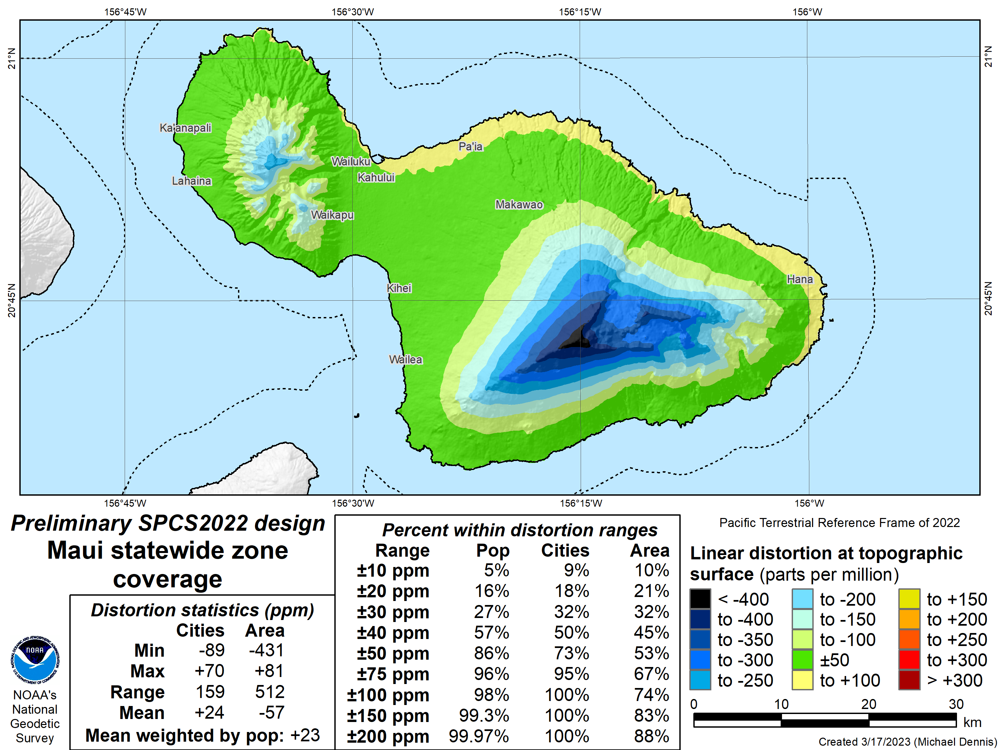 156°45'W 156°30'W 156°15'W 156°W
21°N
21°N
Ka'anapali
Pa'ia
Wailuku
Kahului
Lahaina
Makawao
Waikapu
Hana
Kihei
20°45'N
20°45'N
Wailea
156°45'W 156°30'W 156°15'W 156°W
Preliminary SPCS2022 design
Maui statewide zone
coverage
Distortion statistics (ppm)
Cities Area
Min -89 -431
Max +70 +81
Range 159 512
Mean +24 -57
Mean weighted by pop: +23
NATIONAL OCEANIC AND ATMOSPHERIC ADMINISTRATION
NOAA
U.S. DEPARTMENT OF COMMERCE
NOAA's
National
Geodetic
Survey
Percent within distortion ranges
Range Pop Cities Area
±10 ppm 5% 9% 10%
±20 ppm 16% 18% 21%
±30 ppm 27% 32% 32%
±40 ppm 57% 50% 45%
±50 ppm 86% 73% 53%
±75 ppm 96% 95% 67%
±100 ppm 98% 100% 74%
±150 ppm 99.3% 100% 83%
±200 ppm 99.97% 100% 88%
Pacific Terrestrial Reference Frame of 2022
Linear distortion at topographic
surface (parts per million)
< -400 to -200 to +150
to -400 to -150 to +200
to -350 to -100 to +250
to -300 ±50 to +300
to -250 to +100 > +300
0 10 20 30
km
Created 3/17/2023 (Michael Dennis)